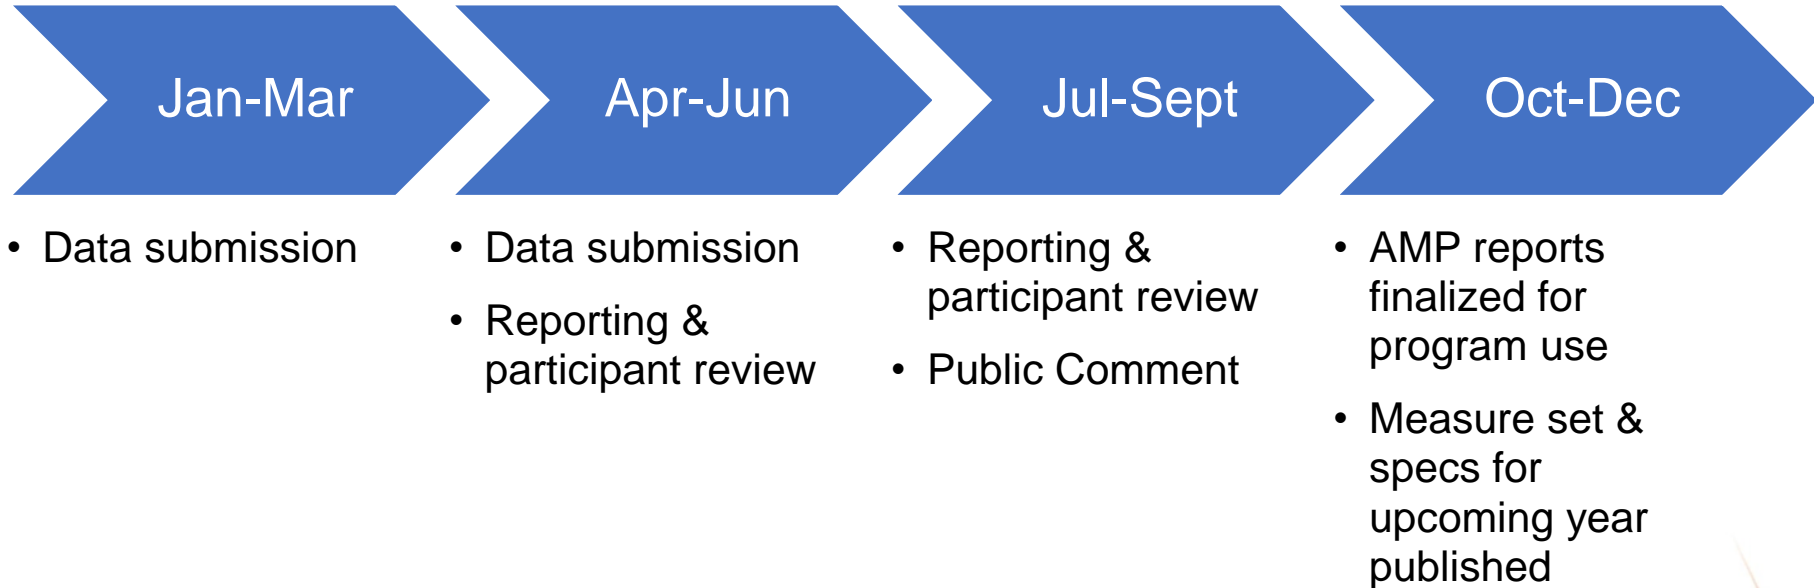 Jan-Mar
Apr-Jun
Jul-Sept
Oct-Dec
• Data submission
• Data submission
• Reporting &
participant review
• Reporting &
participant review
• Public Comment
• AMP reports
finalized for
program use
• Measure set &
specs for
upcoming year
published